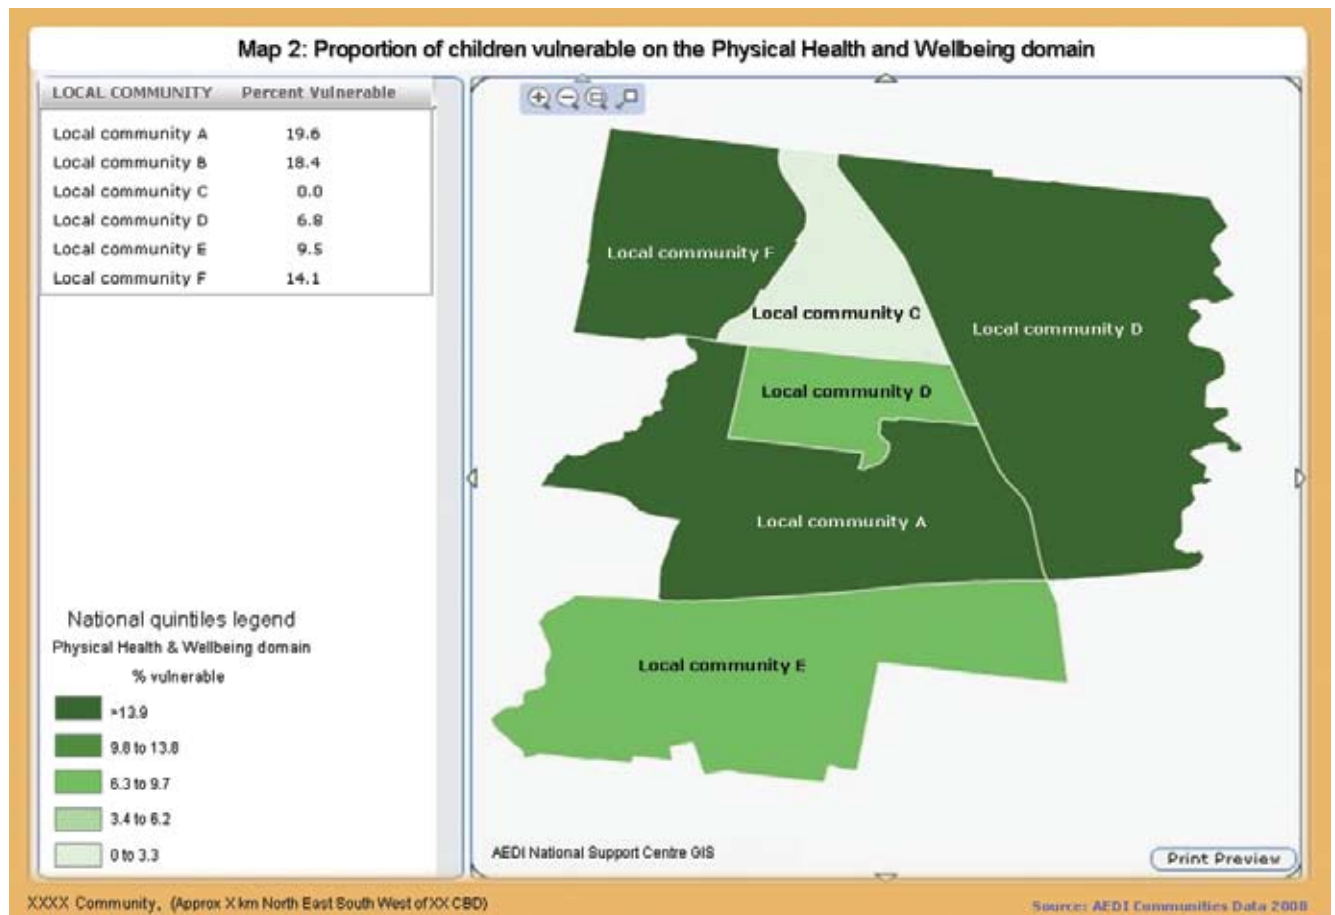 Map 2: Proportion of children vulnerable on the Physical Health and Wellbeing domain
LOCAL COMMUNITY Percent Vulnerable
Local community A 19.6
Local community B 18.4
Local community C 0.0
Local community D 6.8
Local community E 9.5
Local community F 14.1
Local community F
Local community C
Local community D
Local community D
Local community A
Local community E
National quintiles legend
Physical Health & Wellbeing domain
% vulnerable
>13.9
9.8 to 13.8
6.3 to 9.7
3.4 to 6.2
0 to 3.3
AEDI National Support Centre GIS
Print Preview
XXXX Community, (Approx X km North East South West of XX CBD)
Source: AEDI Communities Data 2008